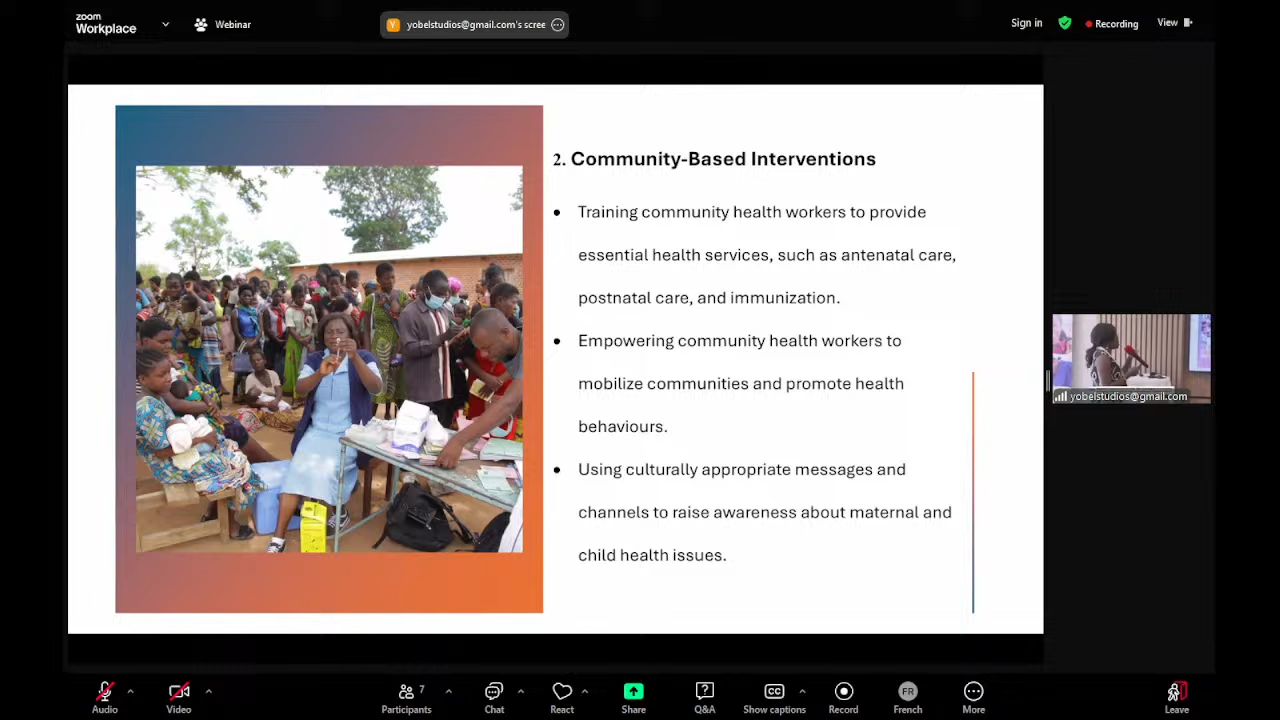 zoom
Workplace
Webinar
Y
yobelstudios@gmail.com's scree
Sign in
Recording
View
2. Community-Based Interventions
• Training community health workers to provide
essential health services, such as antenatal care,
postnatal care, and immunization.
• Empowering community health workers to
mobilize communities and promote health
behaviours.
• Using culturally appropriate messages and
channels to raise awareness about maternal and
child health issues.
yobelstudios@gmail.com
Audio
Video
7
Participants
Chat
React
Share
Q&A
CC
Show captions
Record
FR
French
More
Leave